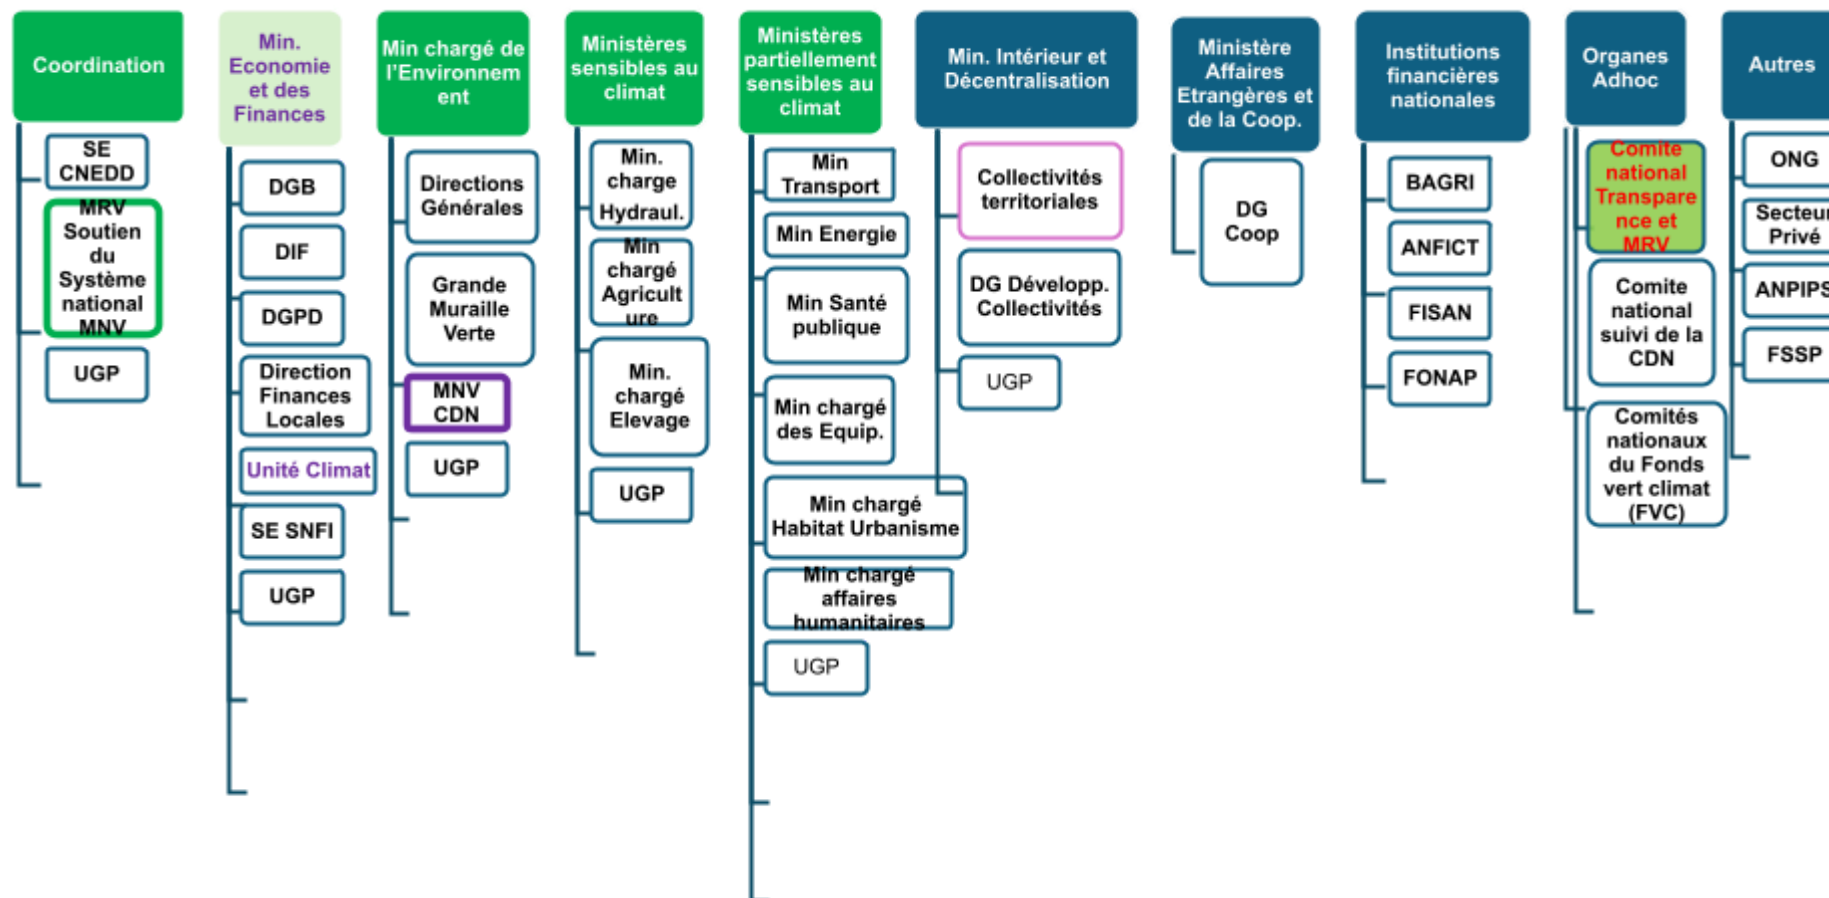 Coordination
SE
CNEDD
MRV
Soutien
du
Système
national
MNV
UGP
Min.
Economie
et des
Finances
DGB
DIF
DGPD
Direction
Finances
Locales
Unité Climat
SE SNFI
UGP
Min chargé de
l'Environnem
ent
Directions
Générales
Grande
Muraille
Verte
MNV
CDN
UGP
Ministères
sensibles au
climat
Min.
charge
Hydraul.
Min
chargé
Agricult
ure
Min.
chargé
Elevage
UGP
Ministères
partiellement
sensibles au
climat
Min
Transport
Min Energie
Min Santé
publique
Min chargé
des Equip.
Min chargé
Habitat Urbanisme
Min chargé
affaires
humanitaires
UGP
Min. Intérieur et
Décentralisation
Collectivités
territoriales
DG Développ.
Collectivités
UGP
Ministère
Affaires
Etrangères et
de la Coop.
DG
Coop
Institutions
financières
nationales
BAGRI
ANFICT
FISAN
FONAP
Organes
Adhoc
Comite
national
Transpare
nce et
MRV
Comite
national
suivi de la
CDN
Comités
nationaux
du Fonds
vert climat
(FVC)
Autres
ONG
Secteur
Privé
ANPIPS
FSSP